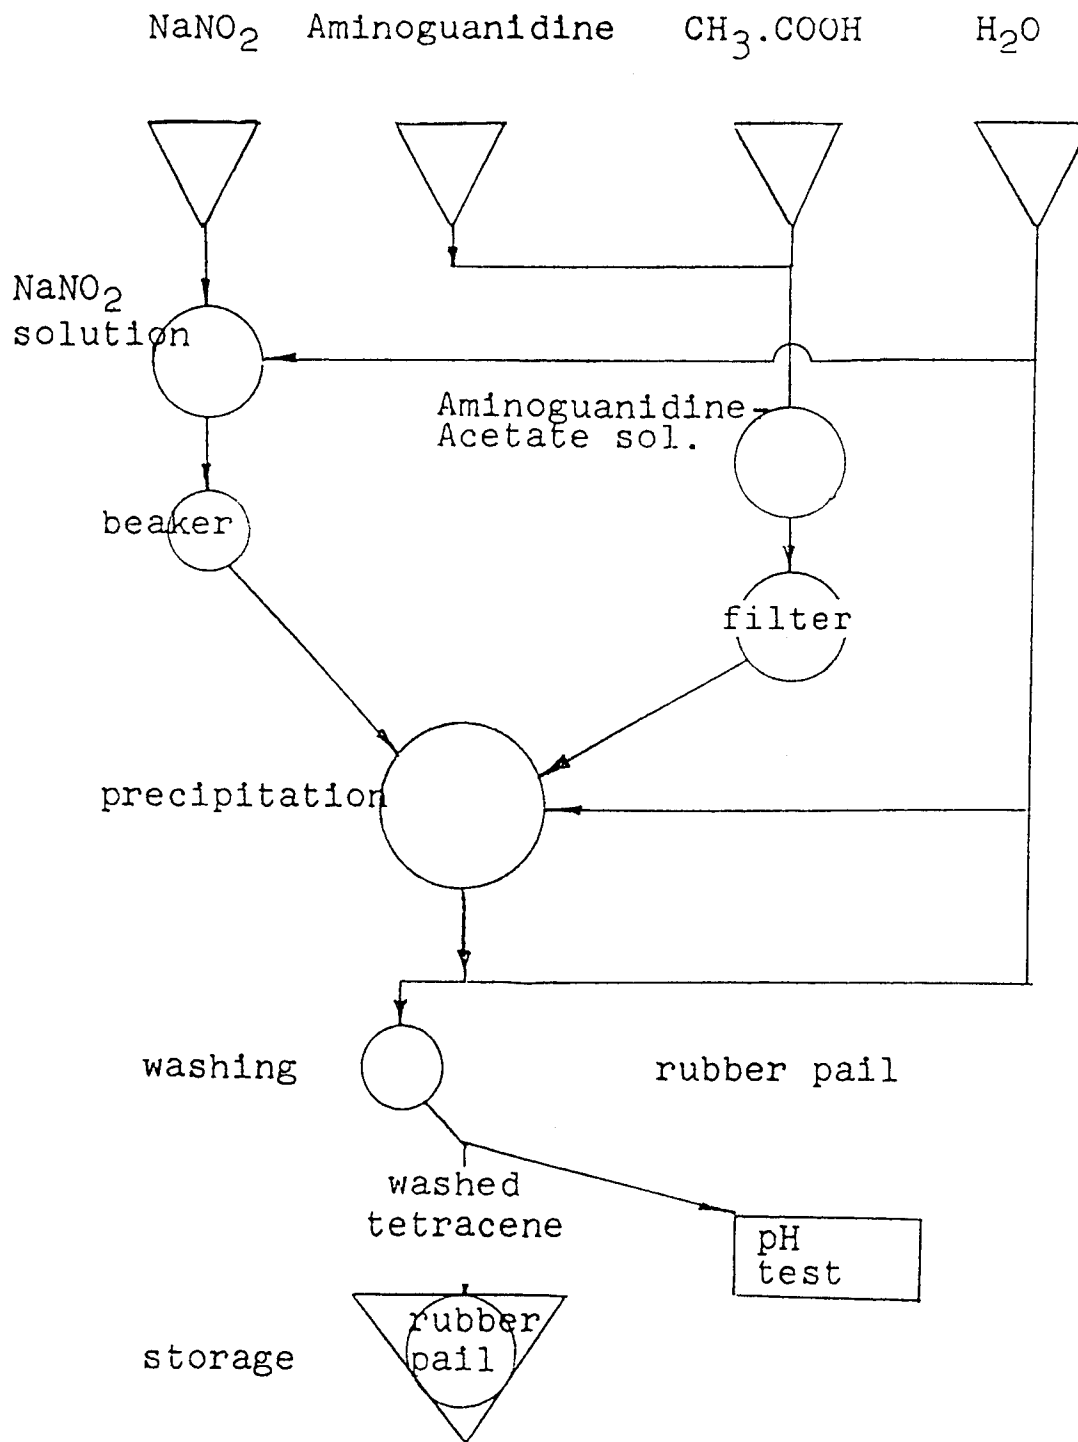 NaNO2 Aminoguanidine CH3.COOH H2O
NaNO2
solution
Aminoguanidine
Acetate sol.
beaker
filter
precipitation
washing
rubber pail
washed
tetracene
pH
test
rubber
pail
storage